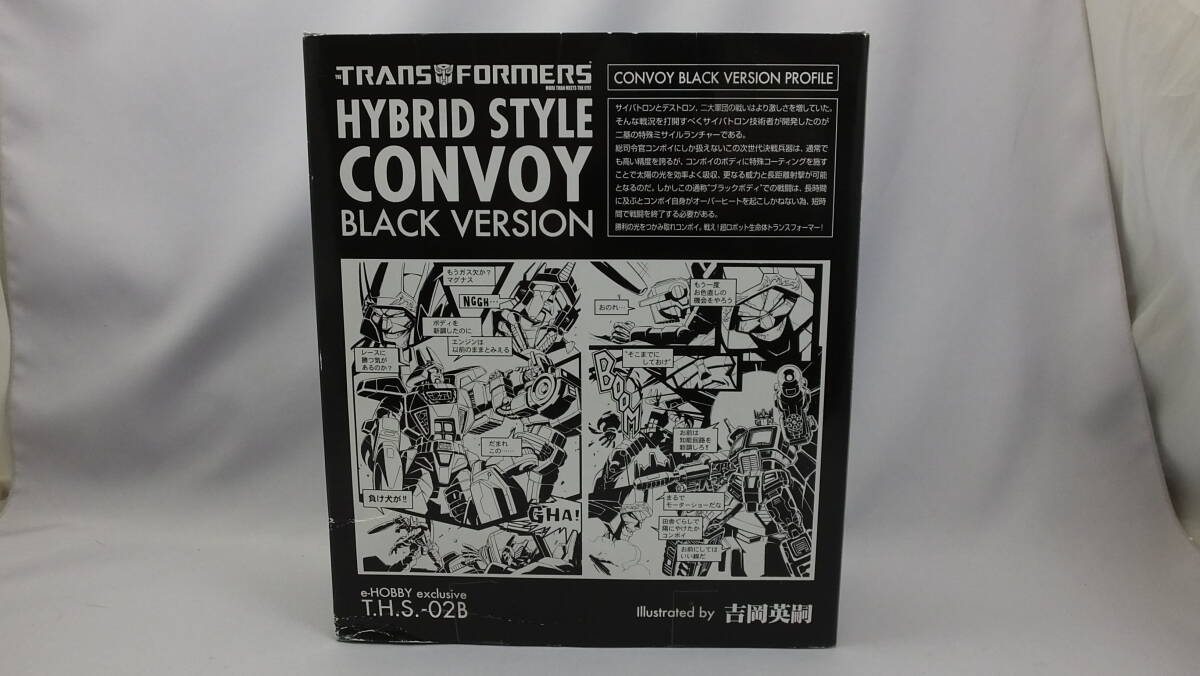 THE TRANSFORMERS
MORE THAN MEETS THE EYE!
HYBRID STYLE
CONVOY
BLACK VERSION
CONVOY BLACK VERSION PROFILE
サイバトロンとデストロン、二大軍団の戦いはより激しさを増していた。
そんな戦況を打開すべくサイバトロン技術者が開発したのが
二基の特殊ミサイルランチャーである。
総司令官コンボイにしか扱えないこの次世代決戦兵器は、通常で
も高い精度を誇るが、コンボイのボディに特殊コーティングを施す
ことで太陽の光を効率よく吸収、更なる威力と長距離射撃が可能
となるのだ。しかしこの通称"ブラックボディ"での戦闘は、長時間
に及ぶとコンボイ自身がオーバーヒートを起こしかねない為、短時
間で戦闘を終了する必要がある。
勝利の光をつかみ取れコンボイ。戦え!超ロボット生命体トランスフォーマー!
もうガス欠か?
マグナス
NGGH...
ボディを
新調したのに
エンジンは
以前のままとみえる
レースに
勝つ気が
あるのか?
だまれ
この……
負け犬が!!
GHA!
おのれ…
もう一度
お色直しの
機会をやろう
"そこまでに
しておけ"
BOOM
お前は
知能回路を
新調しろ!!
まるで
モーターショーだな
田舎ぐらしで
陽にやけたか
コンボイ
お前にしては
いい線だ
e-HOBBY exclusive
T.H.S.-02B
Illustrated by 吉岡英嗣